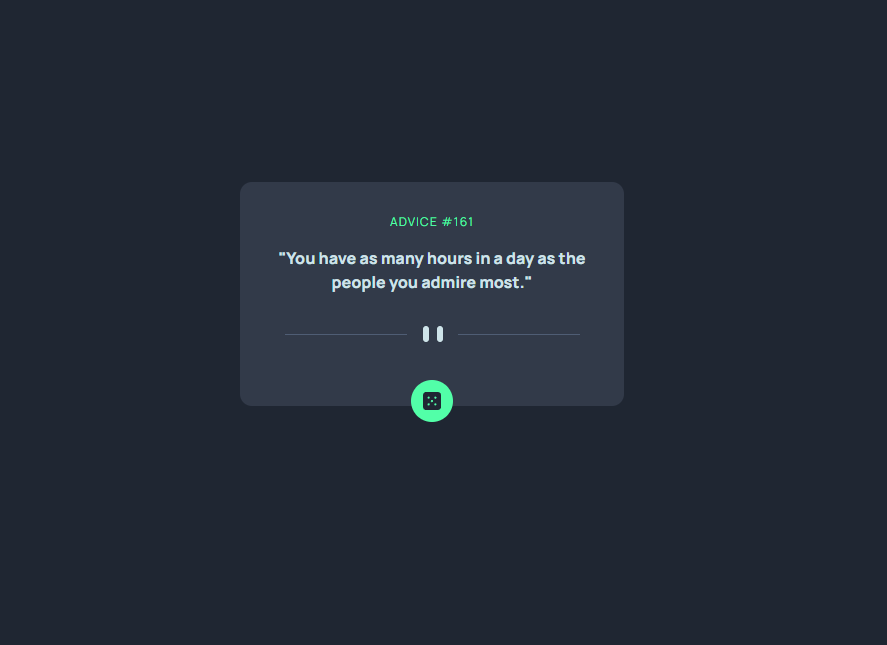 ADVICE #161
"You have as many hours in a day as the
people you admire most."